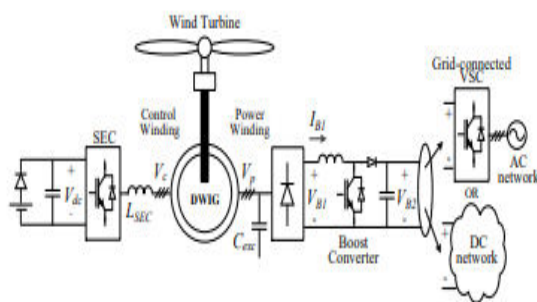 Wind Turbine
Grid-connected
VSC
Control
Winding
Power
Winding
I_B1
SEC
V_c
V_p
AC
network
V_dc
L_SEC
DWIG
V_B1
V_B2
OR
C_exc
Boost
Converter
DC
network